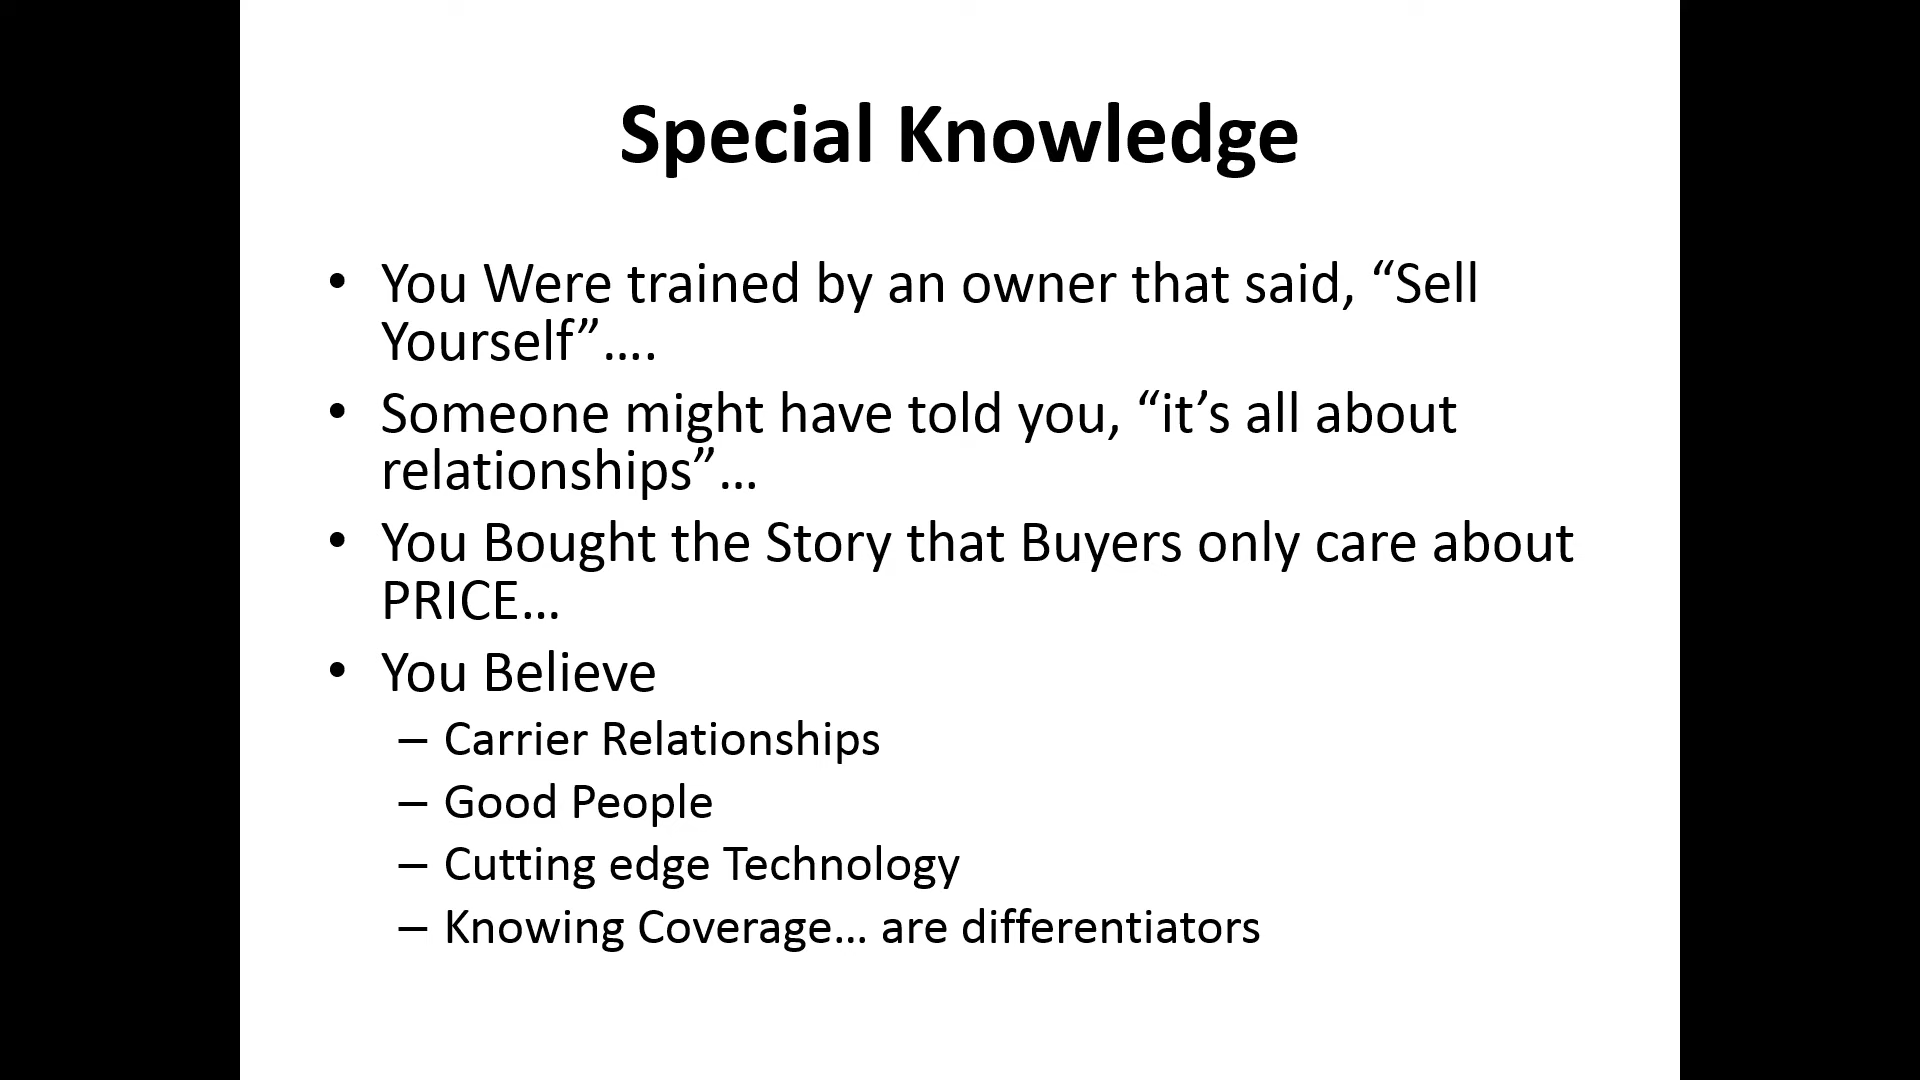 Special Knowledge
• You Were trained by an owner that said, “Sell
Yourself”....
• Someone might have told you, “it’s all about
relationships”...
• You Bought the Story that Buyers only care about
PRICE...
• You Believe
– Carrier Relationships
– Good People
– Cutting edge Technology
– Knowing Coverage... are differentiators